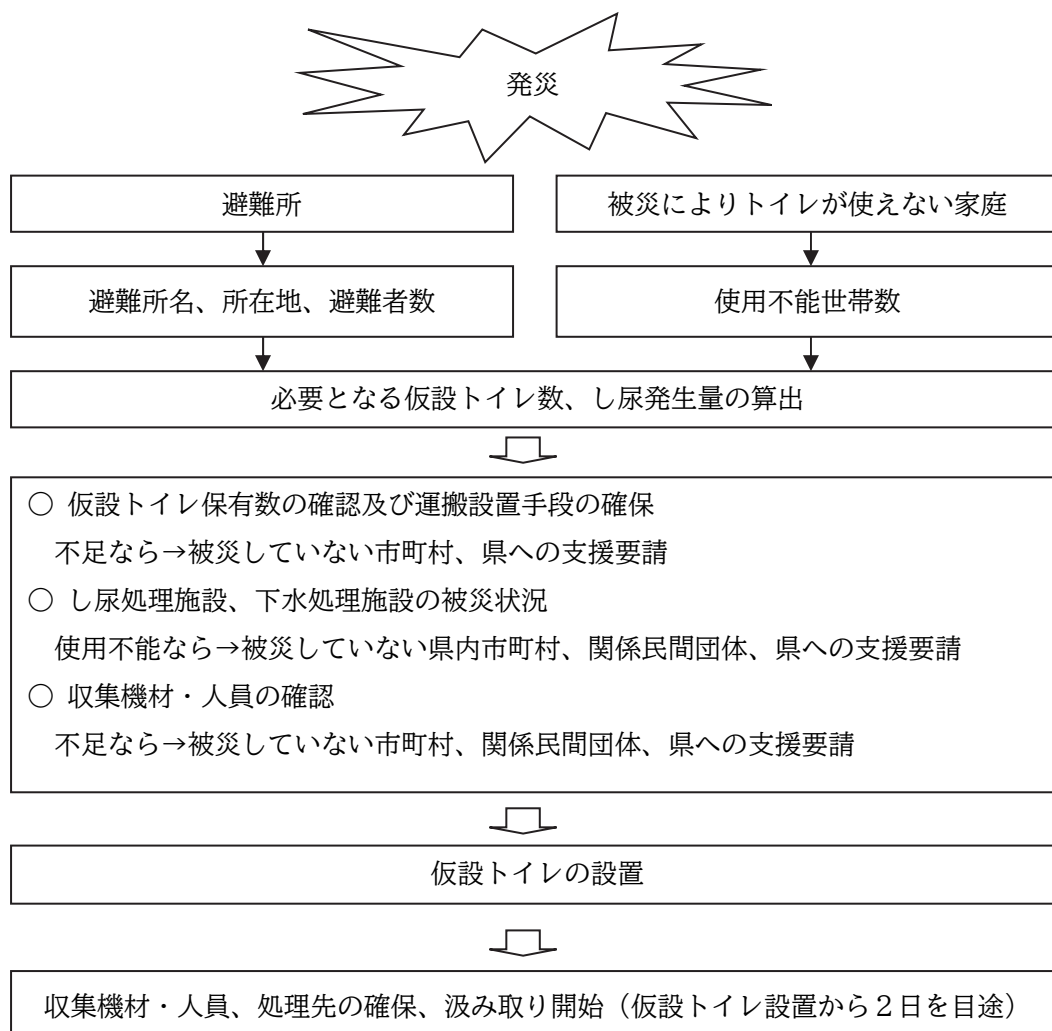 発災
避難所
被災によりトイレが使えない家庭
避難所名、所在地、避難者数
使用不能世帯数
必要となる仮設トイレ数、し尿発生量の算出
○ 仮設トイレ保有数の確認及び運搬設置手段の確保
不足なら→被災していない市町村、県への支援要請
○ し尿処理施設、下水処理施設の被災状況
使用不能なら→被災していない県内市町村、関係民間団体、県への支援要請
○ 収集機材・人員の確認
不足なら→被災していない市町村、関係民間団体、県への支援要請
仮設トイレの設置
収集機材・人員、処理先の確保、汲み取り開始（仮設トイレ設置から２日を目途）